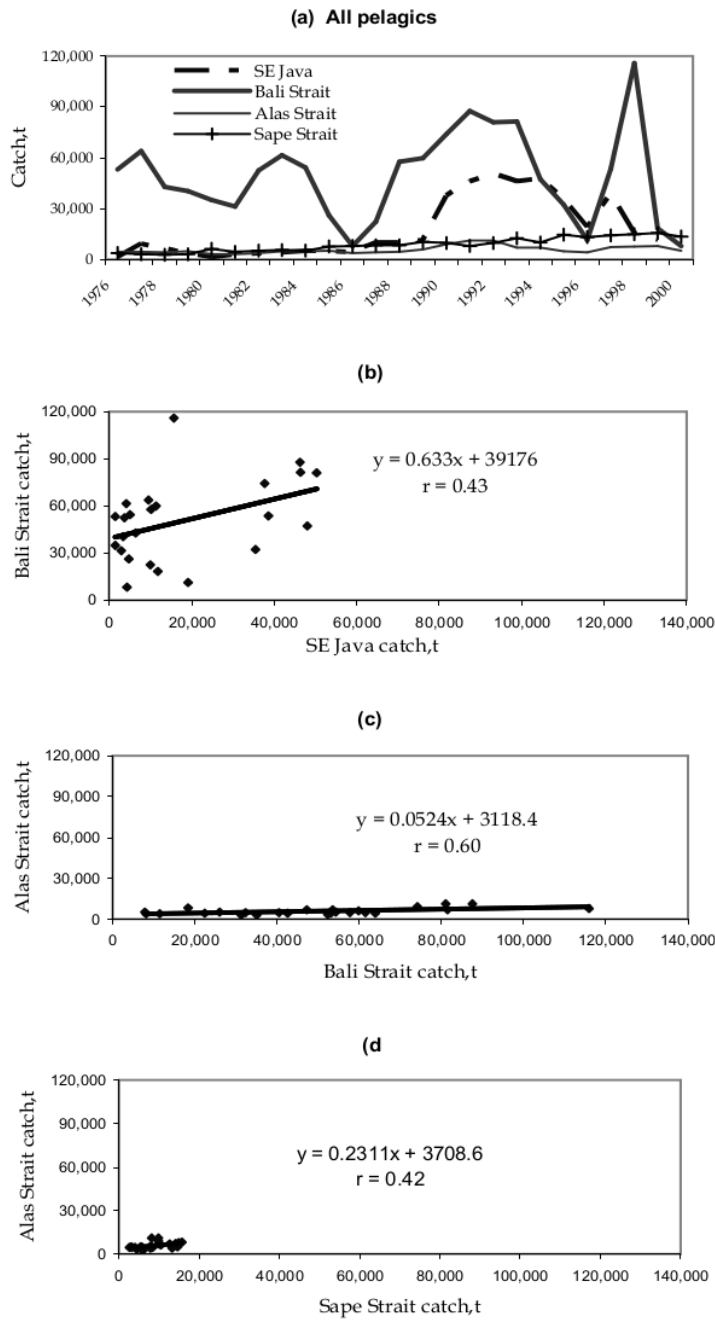 (a) All pelagics
120,000
90,000
60,000
30,000
0
Catch,t
SE Java
Bali Strait
Alas Strait
Sape Strait
1976
1978
1980
1982
1984
1986
1988
1990
1992
1994
1996
1998
2000
(b)
120,000
90,000
60,000
30,000
0
Bali Strait catch,t
y = 0.633x + 39176
r = 0.43
0 20,000 40,000 60,000 80,000 100,000 120,000 140,000
SE Java catch,t
(c)
120,000
90,000
60,000
30,000
0
Alas Strait catch,t
y = 0.0524x + 3118.4
r = 0.60
0 20,000 40,000 60,000 80,000 100,000 120,000 140,000
Bali Strait catch,t
(d
120,000
90,000
60,000
30,000
0
Alas Strait catch,t
y = 0.2311x + 3708.6
r = 0.42
0 20,000 40,000 60,000 80,000 100,000 120,000 140,000
Sape Strait catch,t